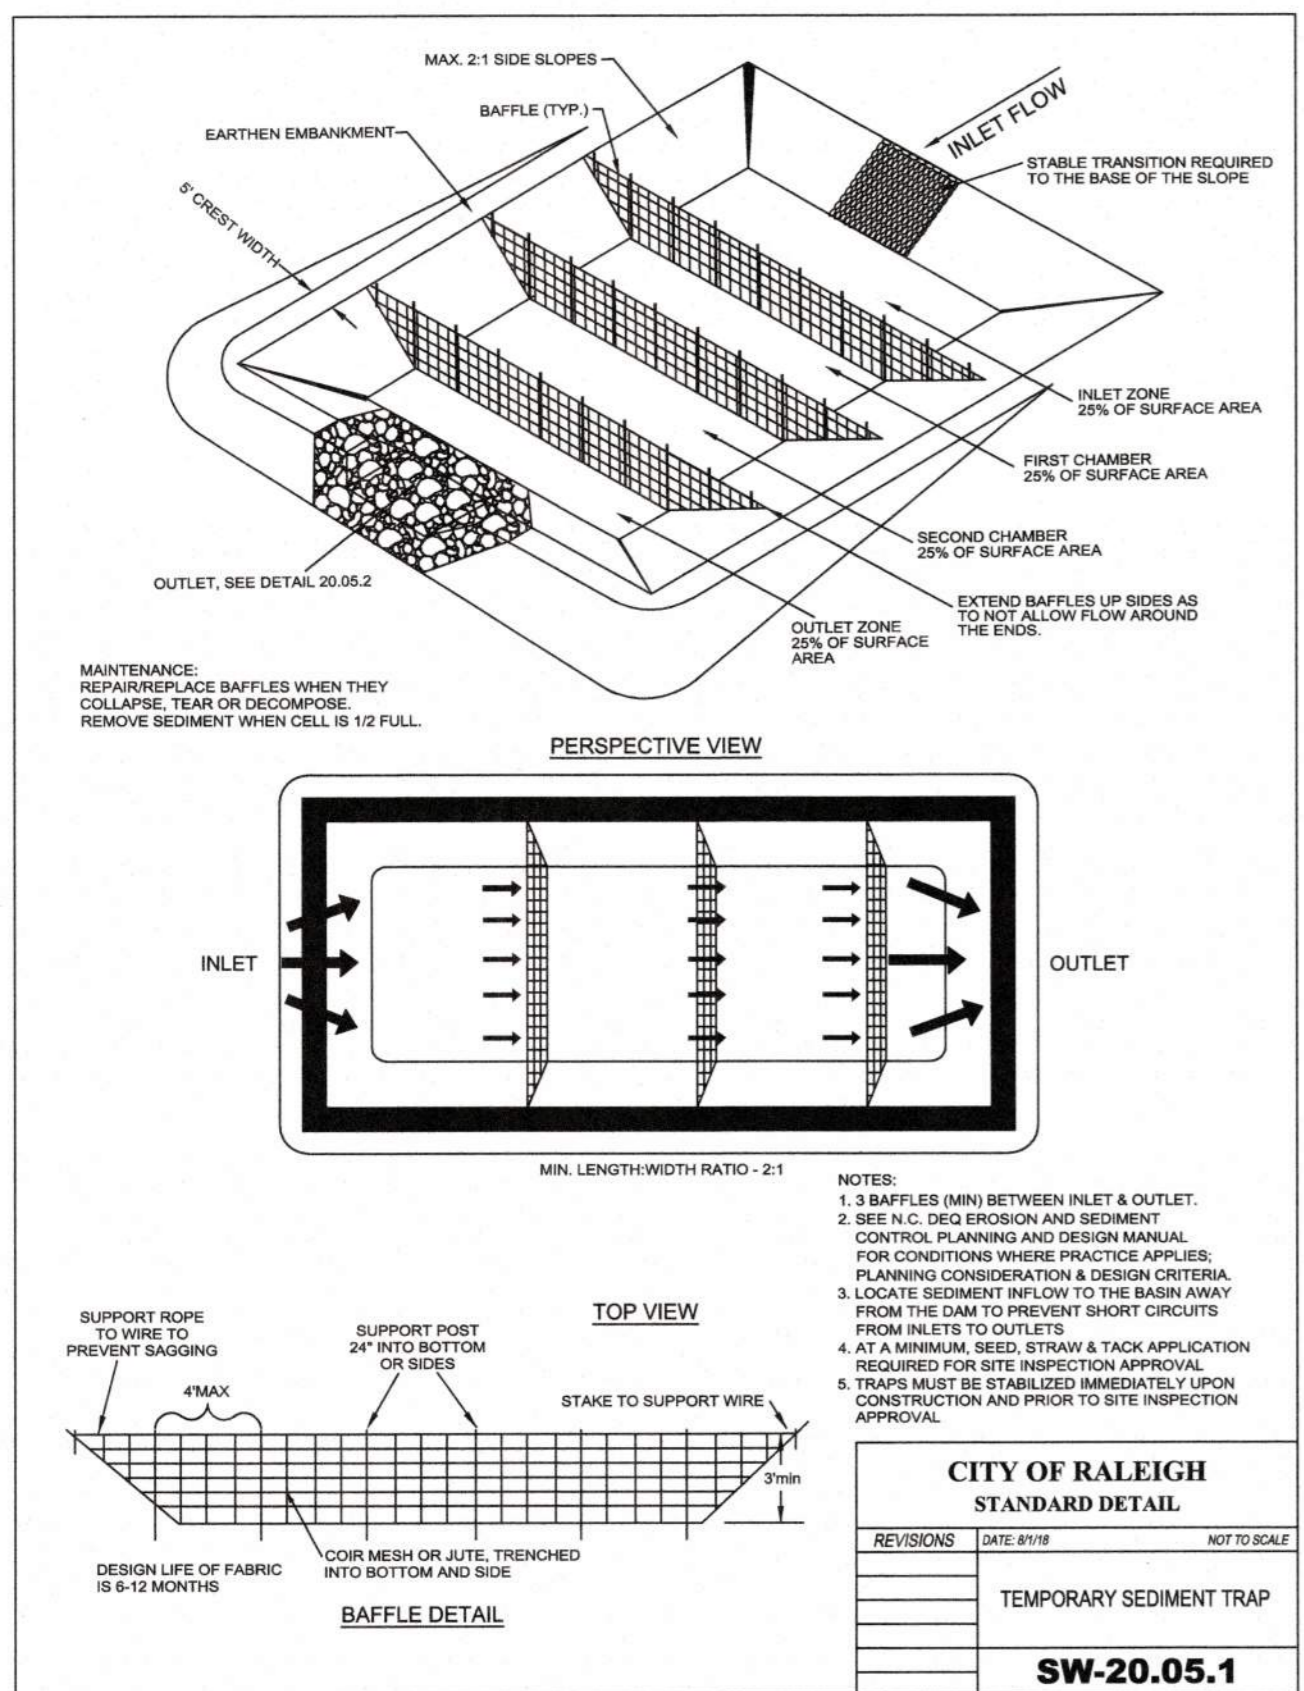 MAX. 2:1 SIDE SLOPES
BAFFLE (TYP.)
EARTHEN EMBANKMENT
5' CREST WIDTH
INLET FLOW
STABLE TRANSITION REQUIRED
TO THE BASE OF THE SLOPE
INLET ZONE
25% OF SURFACE AREA
FIRST CHAMBER
25% OF SURFACE AREA
SECOND CHAMBER
25% OF SURFACE AREA
EXTEND BAFFLES UP SIDES AS
TO NOT ALLOW FLOW AROUND
THE ENDS.
OUTLET ZONE
25% OF SURFACE
AREA
OUTLET, SEE DETAIL 20.05.2
MAINTENANCE:
REPAIR/REPLACE BAFFLES WHEN THEY
COLLAPSE, TEAR OR DECOMPOSE.
REMOVE SEDIMENT WHEN CELL IS 1/2 FULL.
PERSPECTIVE VIEW
INLET
OUTLET
MIN. LENGTH:WIDTH RATIO - 2:1
TOP VIEW
NOTES:
1. 3 BAFFLES (MIN) BETWEEN INLET & OUTLET.
2. SEE N.C. DEQ EROSION AND SEDIMENT
CONTROL PLANNING AND DESIGN MANUAL
FOR CONDITIONS WHERE PRACTICE APPLIES;
PLANNING CONSIDERATION & DESIGN CRITERIA.
3. LOCATE SEDIMENT INFLOW TO THE BASIN AWAY
FROM THE DAM TO PREVENT SHORT CIRCUITS
FROM INLETS TO OUTLETS
4. AT A MINIMUM, SEED, STRAW & TACK APPLICATION
REQUIRED FOR SITE INSPECTION APPROVAL
5. TRAPS MUST BE STABILIZED IMMEDIATELY UPON
CONSTRUCTION AND PRIOR TO SITE INSPECTION
APPROVAL
SUPPORT ROPE
TO WIRE TO
PREVENT SAGGING
4'MAX
SUPPORT POST
24" INTO BOTTOM
OR SIDES
STAKE TO SUPPORT WIRE
3'min
DESIGN LIFE OF FABRIC
IS 6-12 MONTHS
COIR MESH OR JUTE, TRENCHED
INTO BOTTOM AND SIDE
BAFFLE DETAIL
CITY OF RALEIGH
STANDARD DETAIL
REVISIONS
DATE: 8/1/18
NOT TO SCALE
TEMPORARY SEDIMENT TRAP
SW-20.05.1